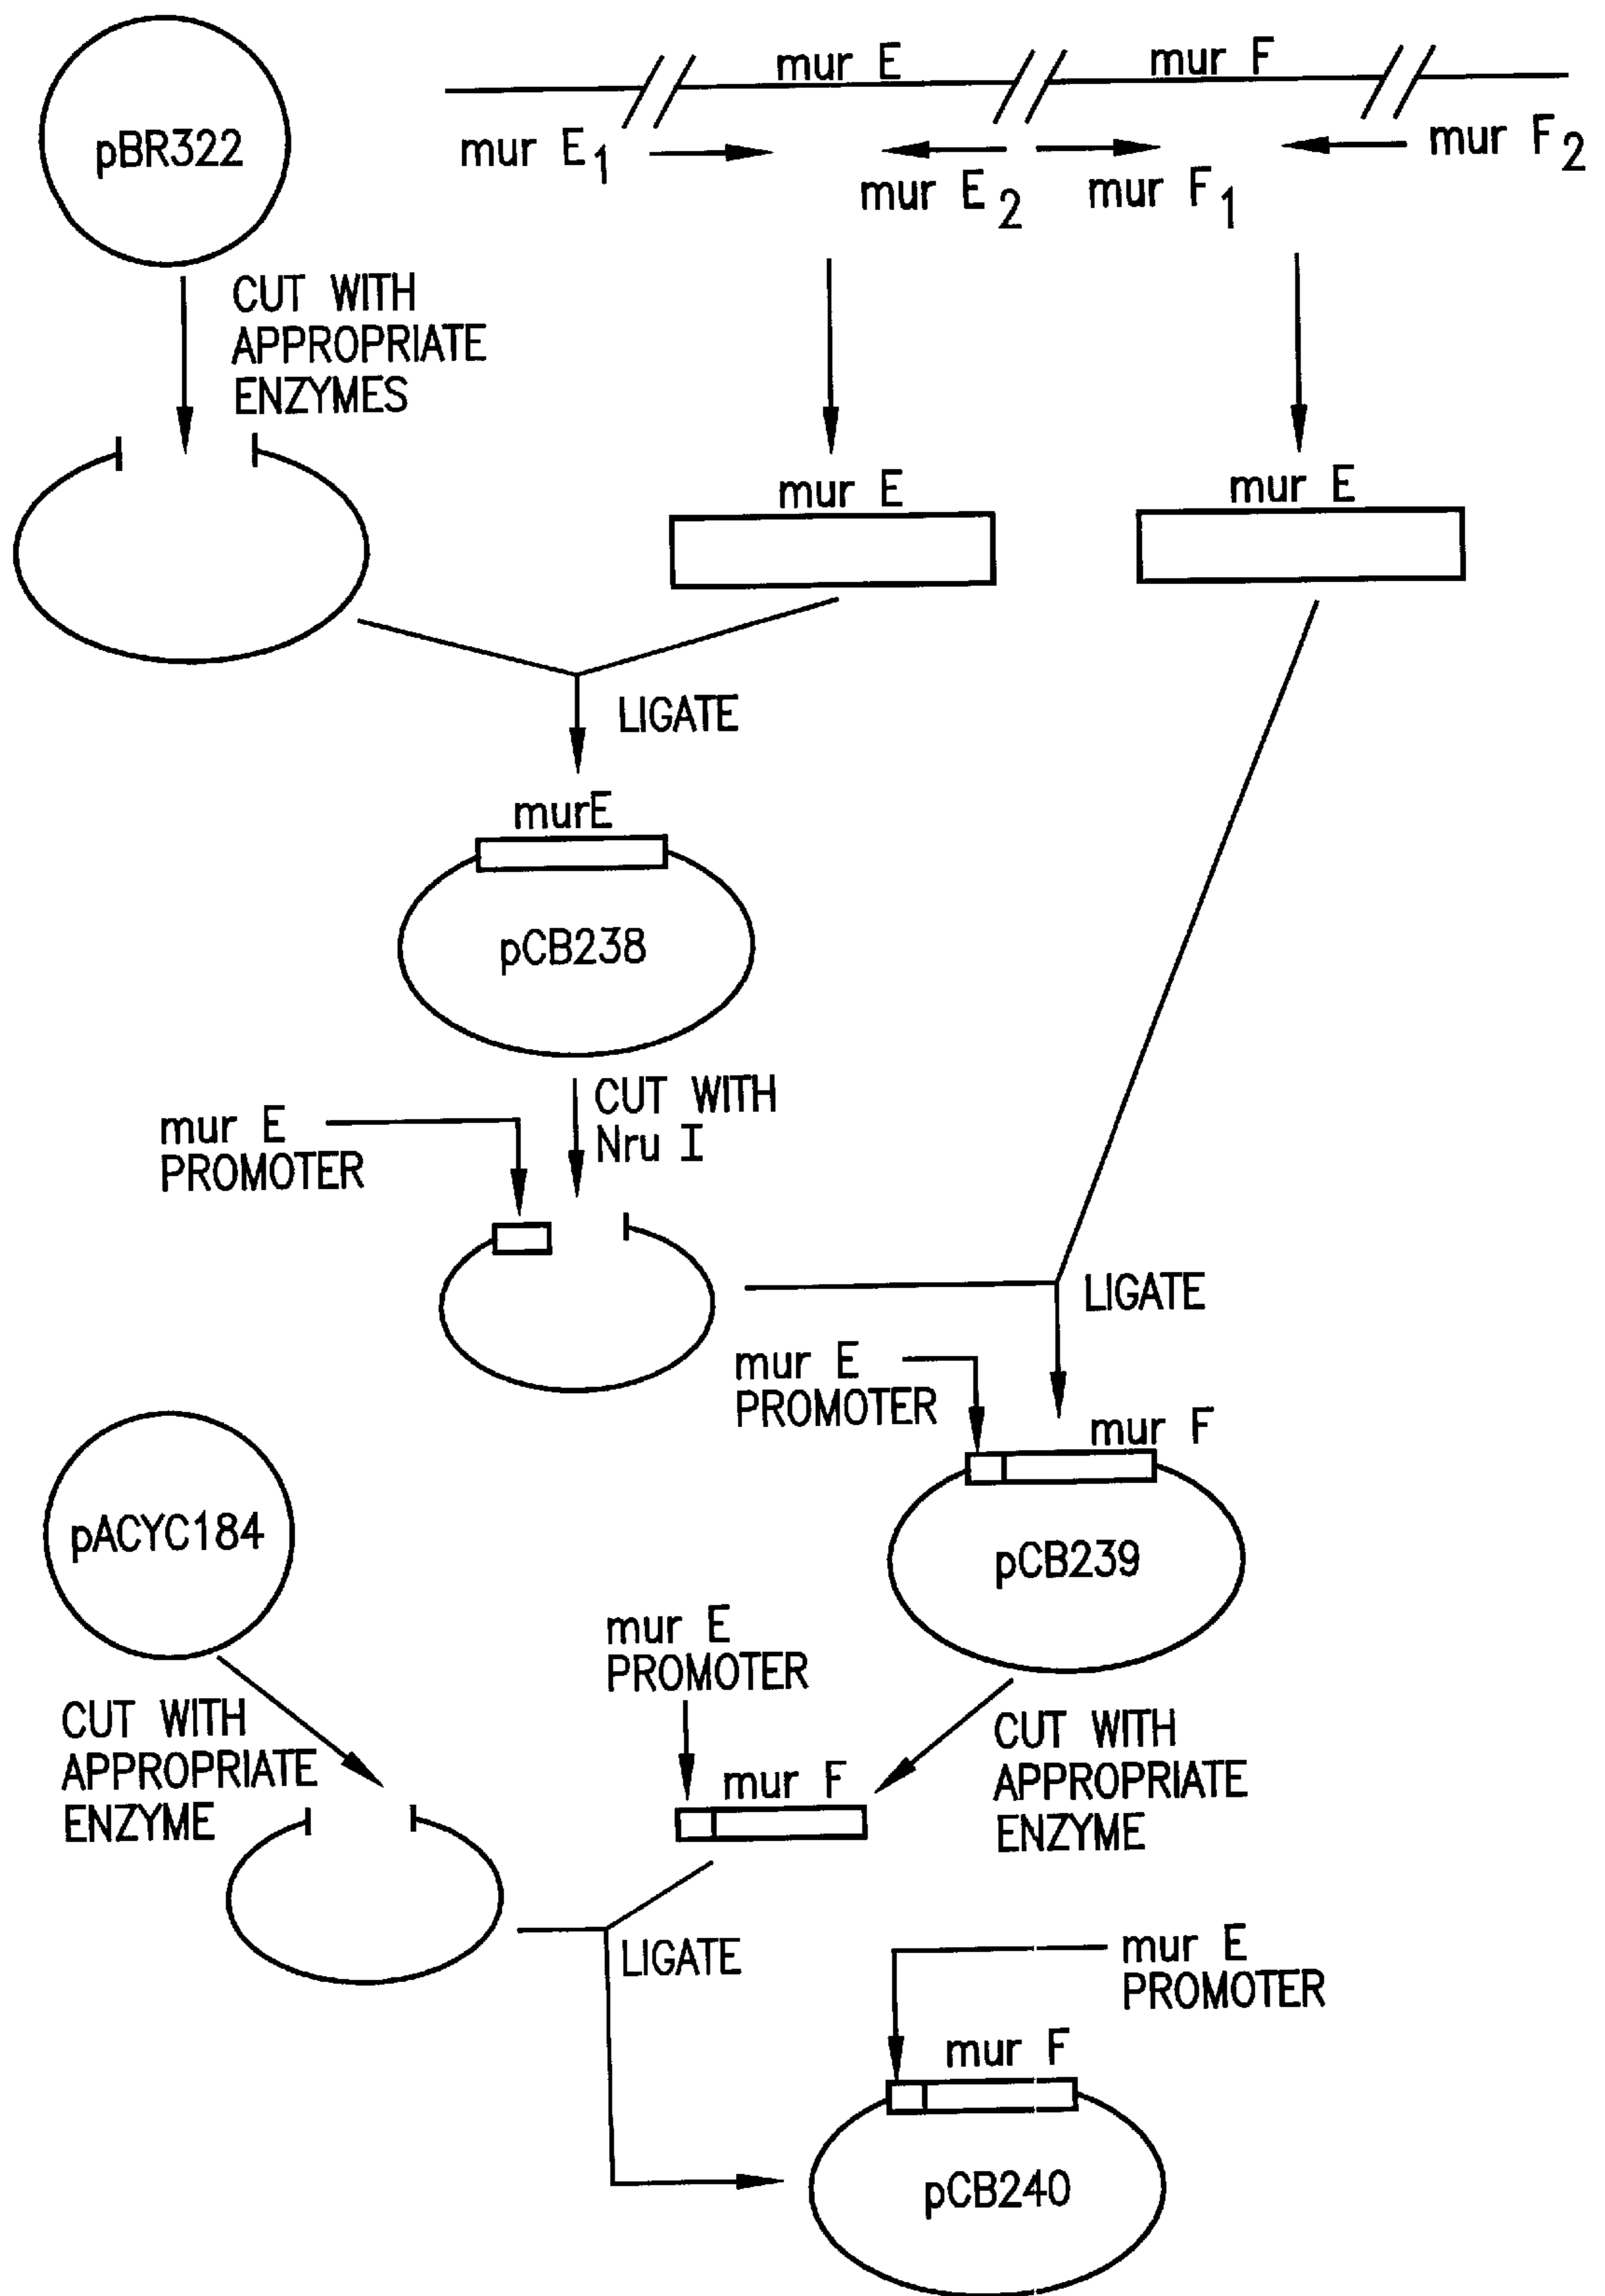 pBR322
mur E
mur F
mur E1
mur E2
mur F1
mur F2
CUT WITH
APPROPRIATE
ENZYMES
mur E
mur E
LIGATE
murE
pCB238
CUT WITH
Nru I
mur E
PROMOTER
LIGATE
mur E
PROMOTER
mur F
pCB239
pACYC184
mur E
PROMOTER
CUT WITH
APPROPRIATE
ENZYME
mur F
CUT WITH
APPROPRIATE
ENZYME
LIGATE
mur E
PROMOTER
mur F
pCB240